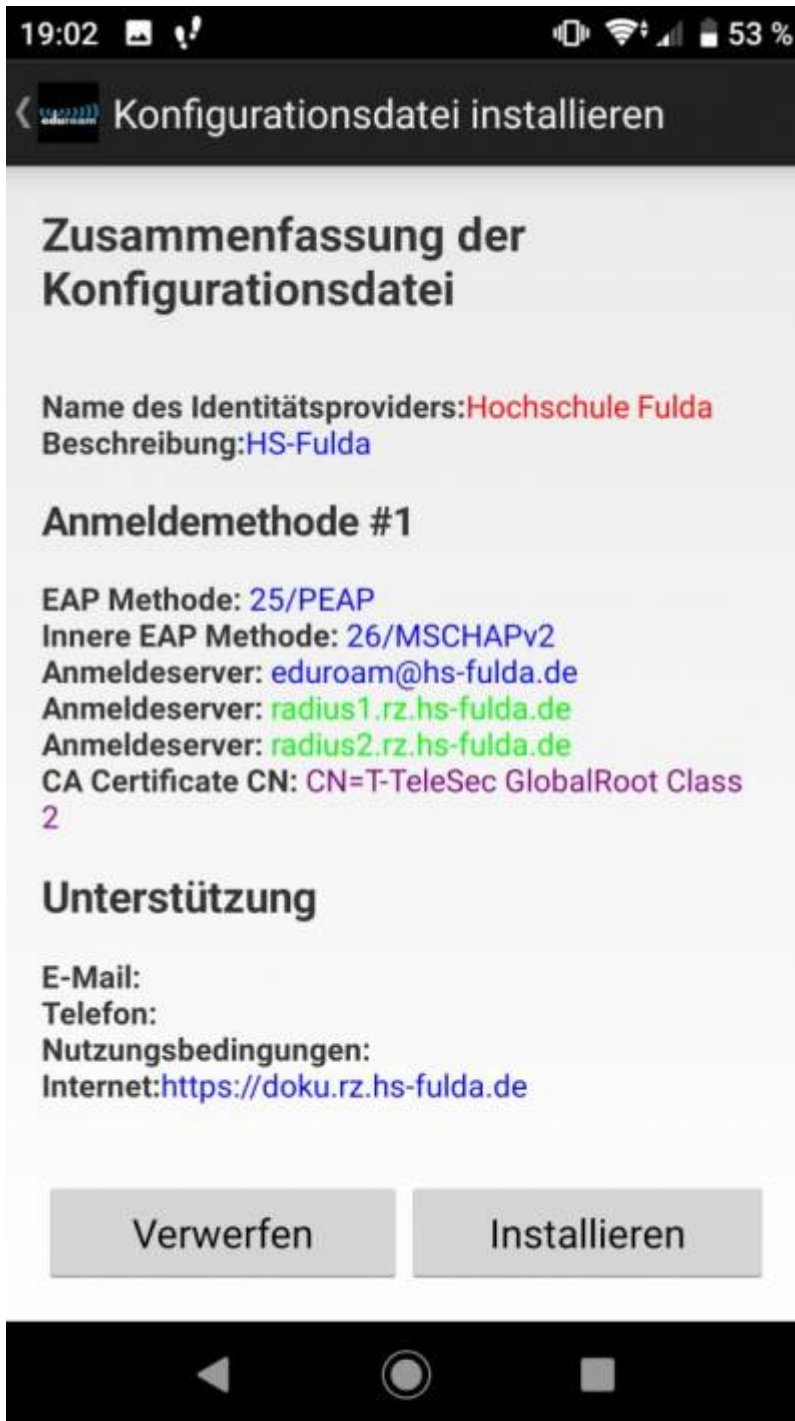 19:02
53 %
eduroam
Konfigurationsdatei installieren
Zusammenfassung der
Konfigurationsdatei
Name des Identitätsproviders:Hochschule Fulda
Beschreibung:HS-Fulda
Anmeldemethode #1
EAP Methode: 25/PEAP
Innere EAP Methode: 26/MSCHAPv2
Anmeldeserver: eduroam@hs-fulda.de
Anmeldeserver: radius1.rz.hs-fulda.de
Anmeldeserver: radius2.rz.hs-fulda.de
CA Certificate CN: CN=T-TeleSec GlobalRoot Class
2
Unterstützung
E-Mail:
Telefon:
Nutzungsbedingungen:
Internet:https://doku.rz.hs-fulda.de
Verwerfen
Installieren